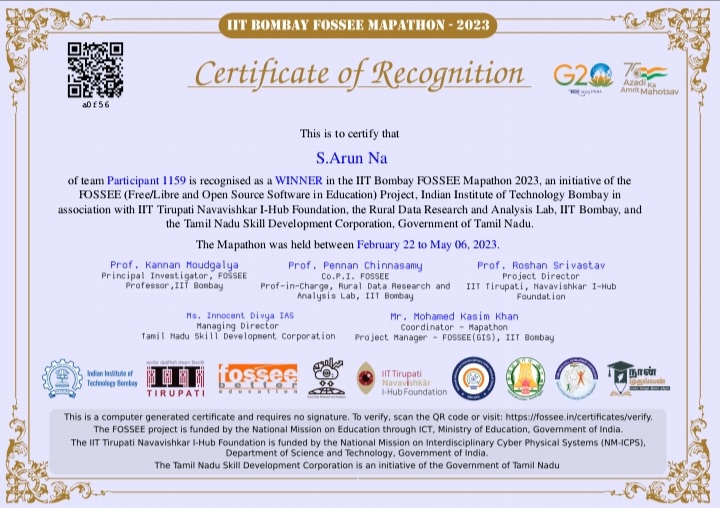 IIT BOMBAY FOSSEE MAPATHON - 2023
a0f56
Certificate of Recognition
G20
75
Azadi Ka
Amrit Mahotsav
This is to certify that
S.Arun Na
of team Participant 1159 is recognised as a WINNER in the IIT Bombay FOSSEE Mapathon 2023, an initiative of the
FOSSEE (Free/Libre and Open Source Software in Education) Project, Indian Institute of Technology Bombay in
association with IIT Tirupati Navavishkar I-Hub Foundation, the Rural Data Research and Analysis Lab, IIT Bombay, and
the Tamil Nadu Skill Development Corporation, Government of Tamil Nadu.
The Mapathon was held between February 22 to May 06, 2023.
Prof. Kannan Moudgalya
Principal Investigator, FOSSEE
Professor,IIT Bombay
Prof. Pennan Chinnasamy
Co.P.I. FOSSEE
Prof-in-Charge, Rural Data Research and
Analysis Lab, IIT Bombay
Prof. Roshan Srivastav
Project Director
IIT Tirupati, Navavishkar I-Hub
Foundation
Ms. Innocent Divya IAS
Managing Director
Tamil Nadu Skill Development Corporation
Mr. Mohamed Kasim Khan
Coordinator - Mapathon
Project Manager - FOSSEE(GIS), IIT Bombay
Indian Institute of
Technology Bombay
TIRUPATI
fossee
better
education
IIT Tirupati
Navavishkār
I-Hub Foundation
நான்
முதல்வன்
This is a computer generated certificate and requires no signature. To verify, scan the QR code or visit: https://fossee.in/certificates/verify.
The FOSSEE project is funded by the National Mission on Education through ICT, Ministry of Education, Government of India.
The IIT Tirupati Navavishkar I-Hub Foundation is funded by the National Mission on Interdisciplinary Cyber Physical Systems (NM-ICPS),
Department of Science and Technology, Government of India.
The Tamil Nadu Skill Development Corporation is an initiative of the Government of Tamil Nadu